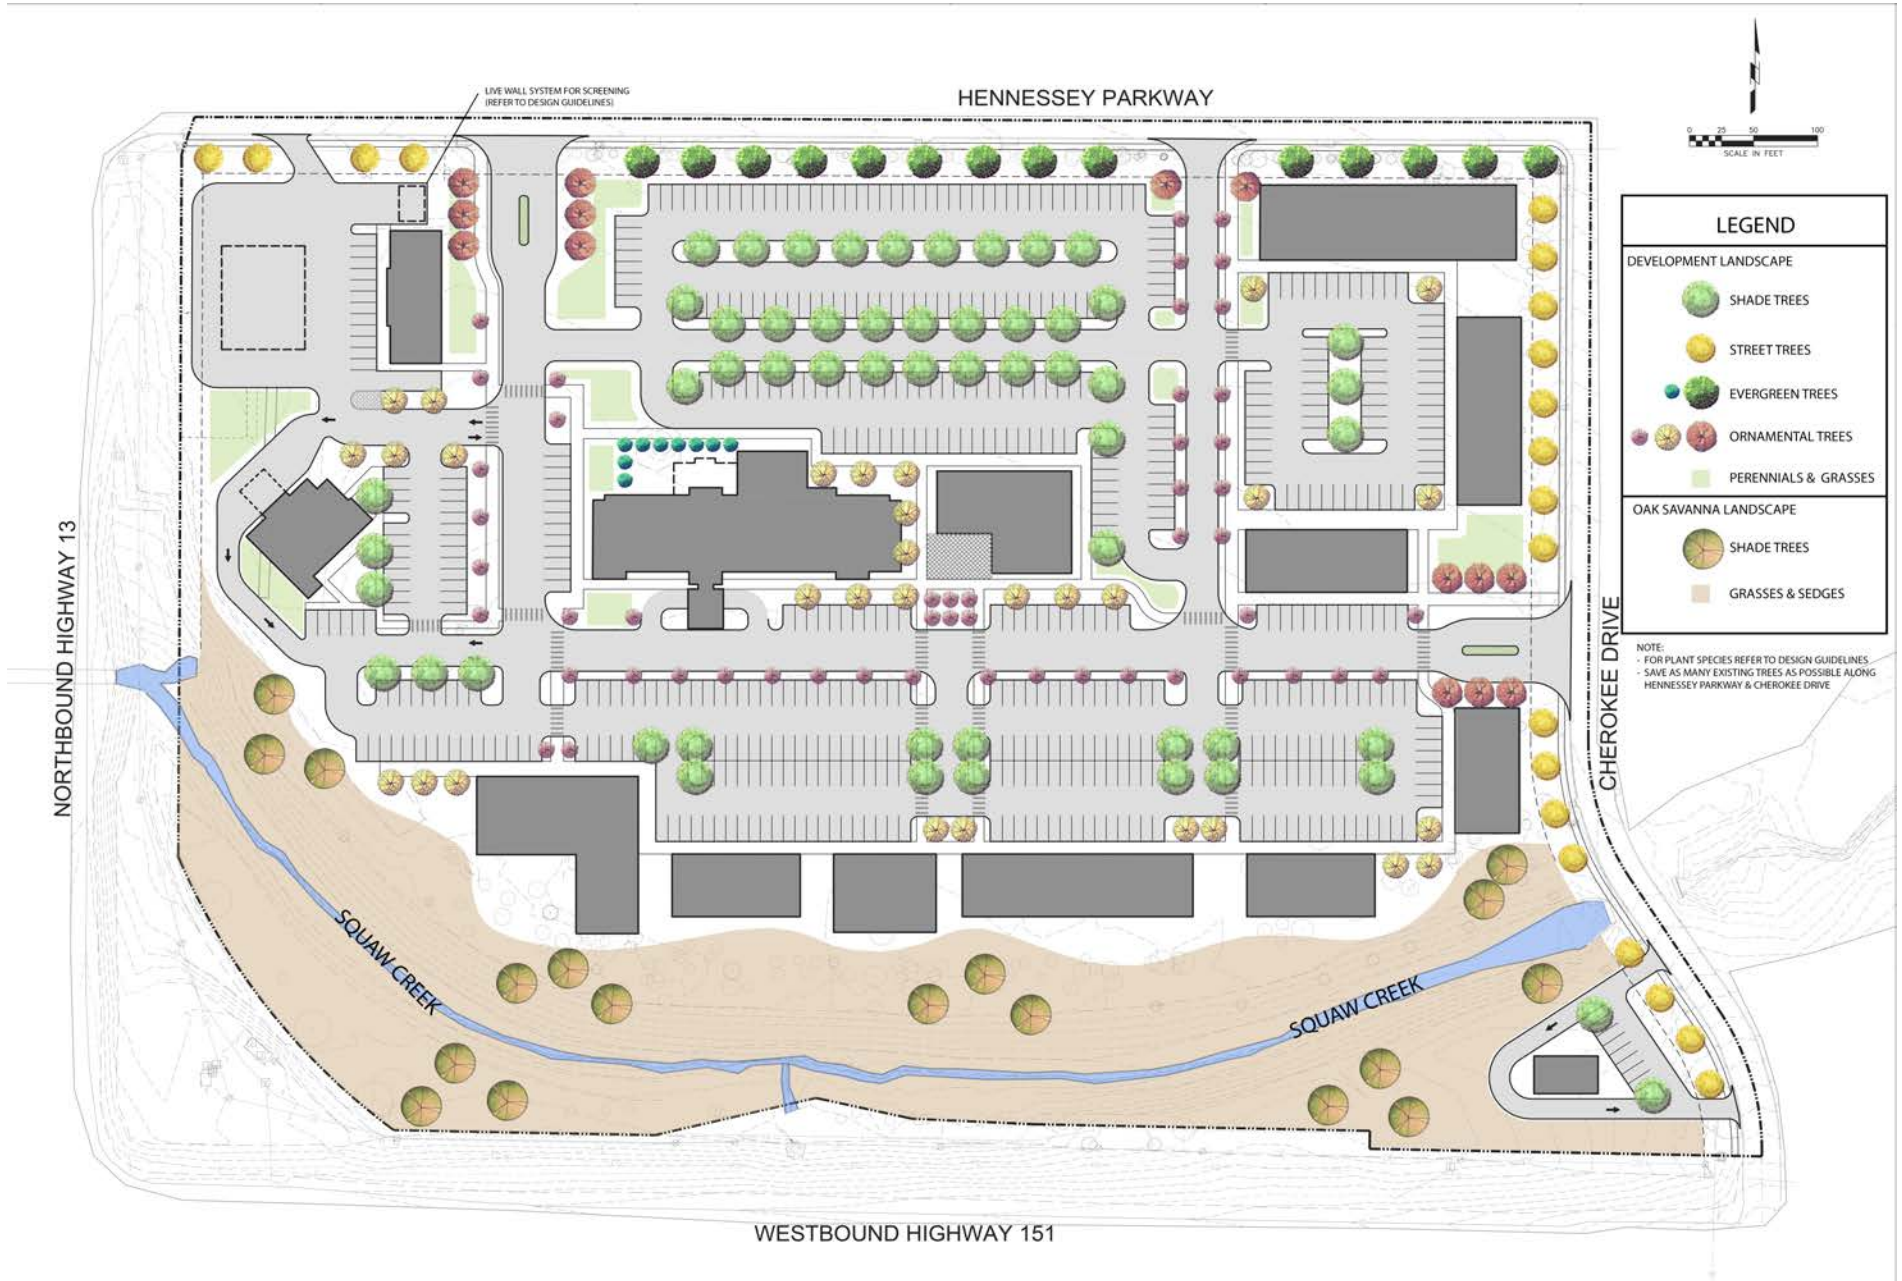 LIVE WALL SYSTEM FOR SCREENING
(REFER TO DESIGN GUIDELINES)
HENNESSEY PARKWAY
0 25 50 100
SCALE IN FEET
LEGEND
DEVELOPMENT LANDSCAPE
SHADE TREES
STREET TREES
EVERGREEN TREES
ORNAMENTAL TREES
PERENNIALS & GRASSES
OAK SAVANNA LANDSCAPE
SHADE TREES
GRASSES & SEDGES
NOTE:
- FOR PLANT SPECIES REFER TO DESIGN GUIDELINES
- SAVE AS MANY EXISTING TREES AS POSSIBLE ALONG
HENNESSEY PARKWAY & CHEROKEE DRIVE
NORTHBOUND HIGHWAY 13
CHEROKEE DRIVE
SQUAW CREEK
SQUAW CREEK
WESTBOUND HIGHWAY 151